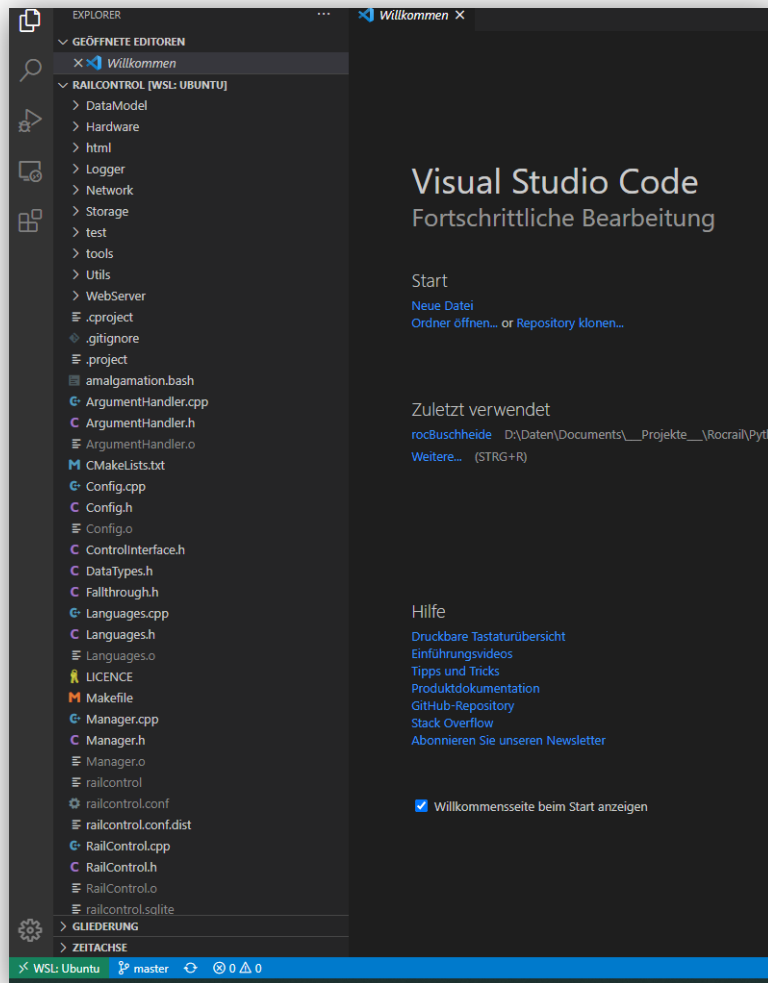 EXPLORER
GEÖFFNETE EDITOREN
Willkommen
RAILCONTROL [WSL: UBUNTU]
DataModel
Hardware
html
Logger
Network
Storage
test
tools
Utils
WebServer
.cproject
.gitignore
.project
amalgamation.bash
ArgumentHandler.cpp
ArgumentHandler.h
ArgumentHandler.o
CMakeLists.txt
Config.cpp
Config.h
Config.o
ControlInterface.h
DataTypes.h
Fallthrough.h
Languages.cpp
Languages.h
Languages.o
LICENCE
Makefile
Manager.cpp
Manager.h
Manager.o
railcontrol
railcontrol.conf
railcontrol.conf.dist
RailControl.cpp
RailControl.h
RailControl.o
railcontrol.sqlite
GLIEDERUNG
ZEITACHSE
Willkommen
Visual Studio Code
Fortschrittliche Bearbeitung
Start
Neue Datei
Ordner öffnen... or Repository klonen...
Zuletzt verwendet
rocBuschheide D:\Daten\Documents\___Projekte___\Rocrail\Pyt
Weitere... (STRG+R)
Hilfe
Druckbare Tastaturübersicht
Einführungsvideos
Tipps und Tricks
Produktdokumentation
GitHub-Repository
Stack Overflow
Abonnieren Sie unseren Newsletter
Willkommensseite beim Start anzeigen
WSL: Ubuntu master 0 0